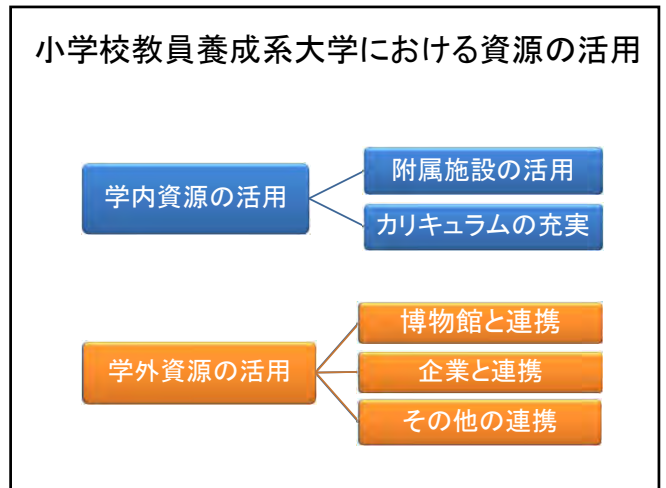 小学校教員養成系大学における資源の活用
学内資源の活用
附属施設の活用
カリキュラムの充実
学外資源の活用
博物館と連携
企業と連携
その他の連携